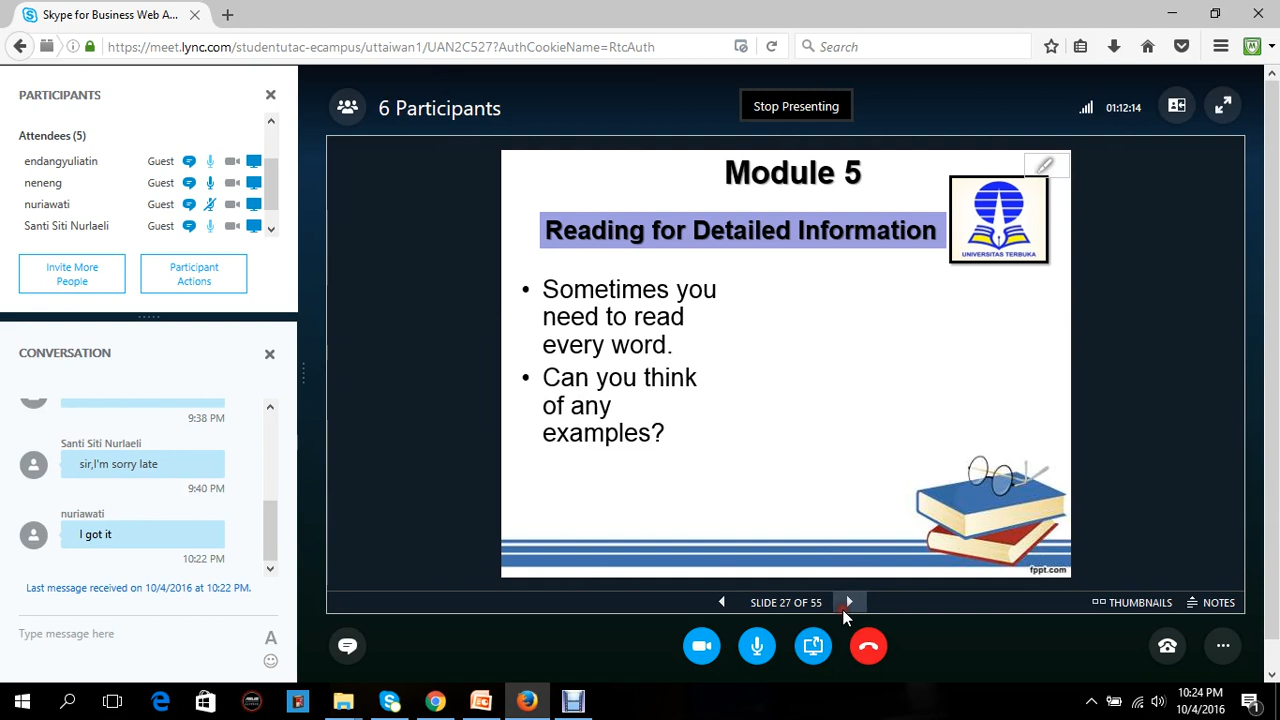 Skype for Business Web A...
https://meet.lync.com/studentutac-ecampus/uttaiwan1/UAN2C527?AuthCookieName=RtcAuth
Search
PARTICIPANTS
Attendees (5)
endangyuliatin Guest
neneng Guest
nuriawati Guest
Santi Siti Nurlaeli Guest
Invite More
People
Participant
Actions
CONVERSATION
9:38 PM
Santi Siti Nurlaeli
sir,I'm sorry late
9:40 PM
nuriawati
I got it
10:22 PM
Last message received on 10/4/2016 at 10:22 PM.
Type message here
6 Participants
Stop Presenting
01:12:14
Module 5
Reading for Detailed Information
UNIVERSITAS TERBUKA
• Sometimes you
need to read
every word.
• Can you think
of any
examples?
fppt.com
SLIDE 27 OF 55
THUMBNAILS
NOTES
10:24 PM
10/4/2016